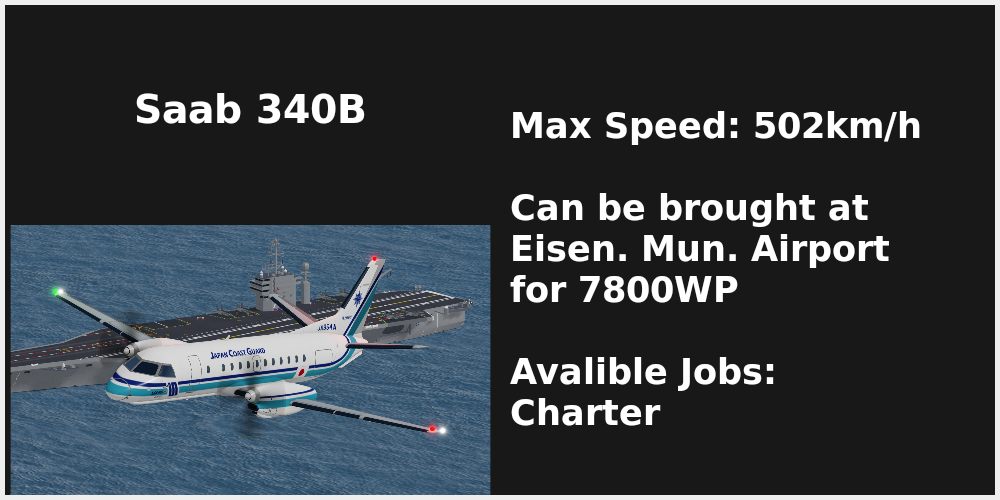 Saab 340B
Max Speed: 502km/h
Can be brought at
Eisen. Mun. Airport
for 7800WP
Avalible Jobs:
Charter
JAPAN COAST GUARD